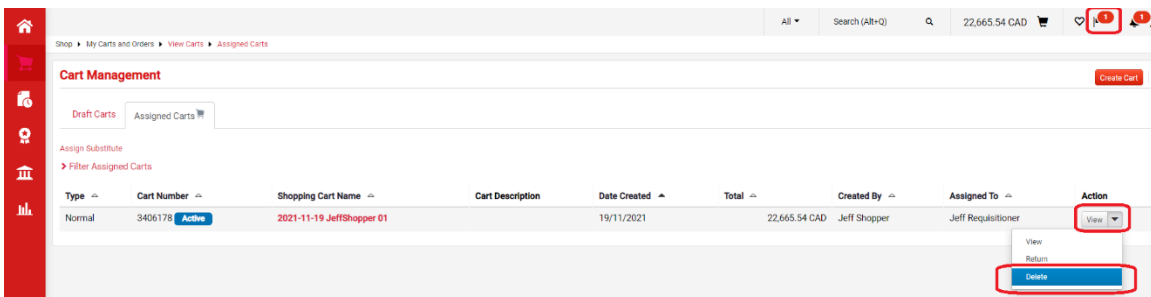 All Search (Alt+Q) 22,665.54 CAD 1 1
Shop My Carts and Orders View Carts Assigned Carts
Cart Management
Create Cart
Draft Carts Assigned Carts
Assign Substitute
Filter Assigned Carts
Type Cart Number Shopping Cart Name Cart Description Date Created Total Created By Assigned To Action
Normal 3406178 Active 2021-11-19 JeffShopper 01 19/11/2021 22,665.54 CAD Jeff Shopper Jeff Requisitioner View
View
Return
Delete